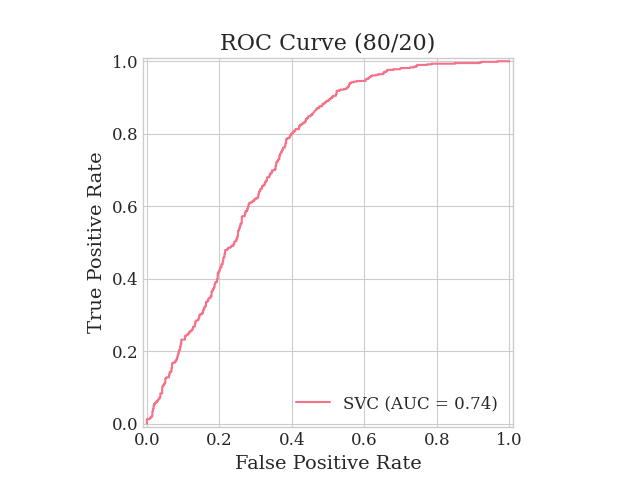 ROC Curve (80/20)
True Positive Rate
1.0
0.8
0.6
0.4
0.2
0.0
SVC (AUC = 0.74)
0.0 0.2 0.4 0.6 0.8 1.0
False Positive Rate